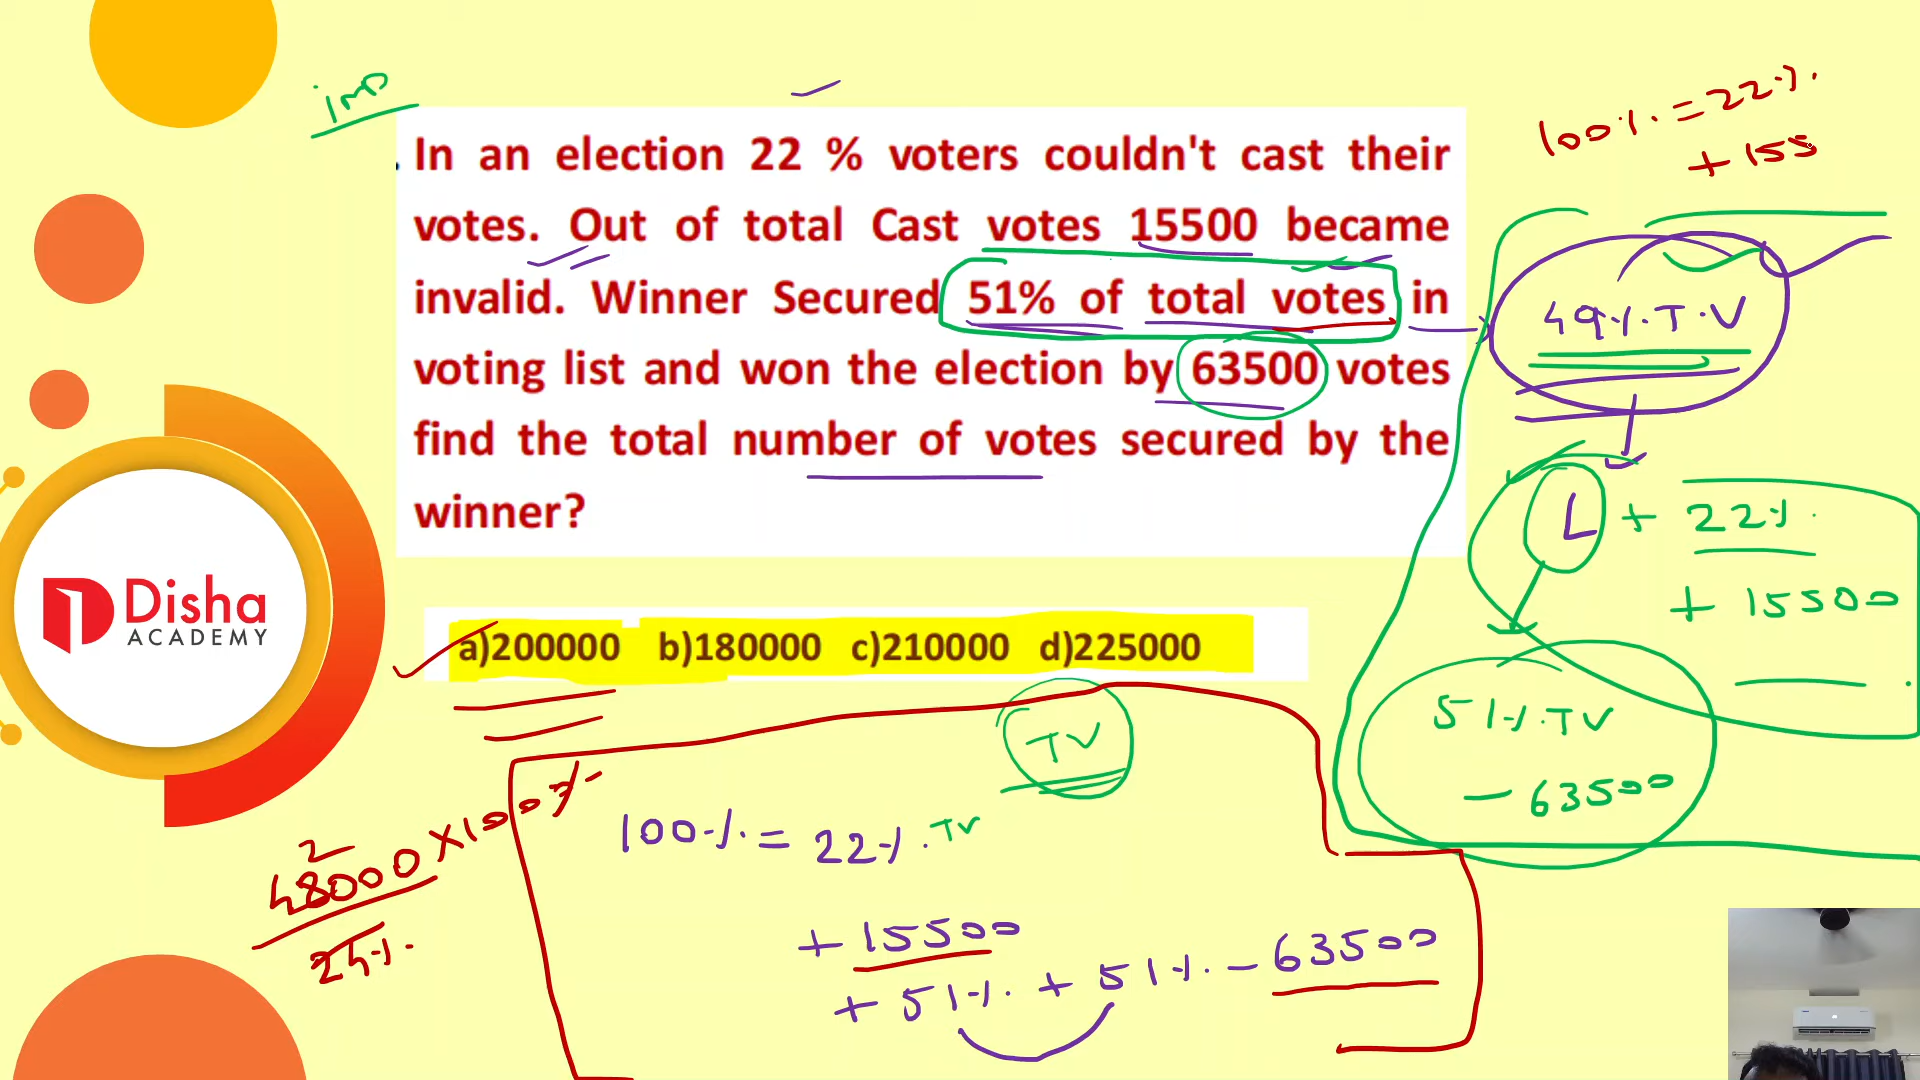 imp
In an election 22 % voters couldn't cast their
votes. Out of total Cast votes 15500 became
invalid. Winner Secured 51% of total votes in
voting list and won the election by 63500 votes
find the total number of votes secured by the
winner?
a)200000 b)180000 c)210000 d)225000
Disha
ACADEMY
100% = 22%
+ 155
49% T.V
L + 22%
+ 15500
51% TV
- 63500
TV
100% = 22% TV
+ 15500
+ 51% + 51% - 63500
2
48000 X100%
24%